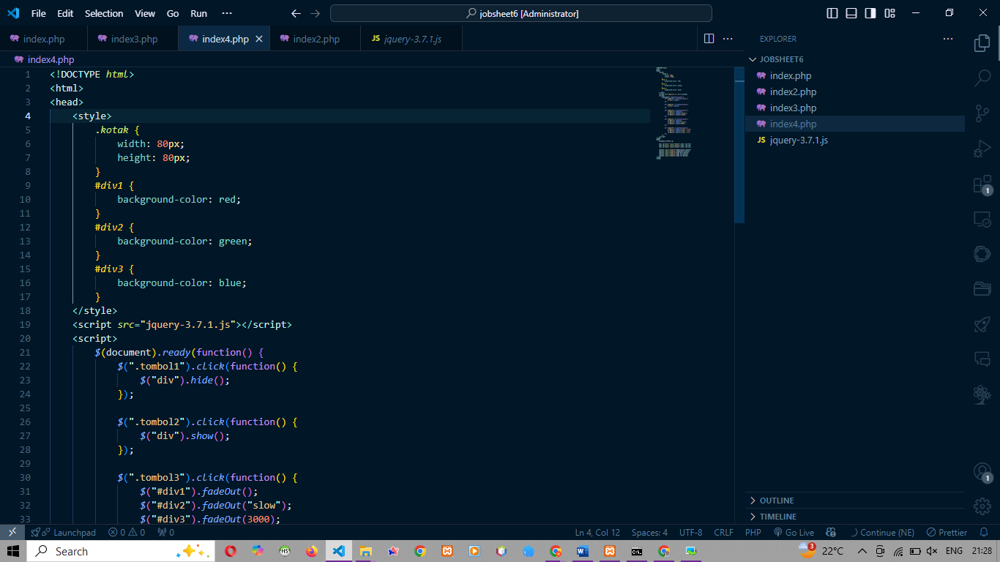 File Edit Selection View Go Run ··· jobsheet6 [Administrator]
index.php index3.php index4.php index2.php JS jquery-3.7.1.js
index4.php
1 <!DOCTYPE html>
2 <html>
3 <head>
4 <style>
5 .kotak {
6 width: 80px;
7 height: 80px;
8 }
9 #div1 {
10 background-color: red;
11 }
12 #div2 {
13 background-color: green;
14 }
15 #div3 {
16 background-color: blue;
17 }
18 </style>
19 <script src="jquery-3.7.1.js"></script>
20 <script>
21 $(document).ready(function() {
22 $(".tombol1").click(function() {
23 $("div").hide();
24 });
25
26 $(".tombol2").click(function() {
27 $("div").show();
28 });
29
30 $(".tombol3").click(function() {
31 $("#div1").fadeOut();
32 $("#div2").fadeOut("slow");
33 $("#div3").fadeOut(3000);
EXPLORER
JOBSHEET6
index.php
index2.php
index3.php
index4.php
JS jquery-3.7.1.js
1
1
OUTLINE
TIMELINE
Launchpad 0 0 0 Ln 4, Col 12 Spaces: 4 UTF-8 CRLF PHP Go Live Continue (NE) Prettier
Search 3 22°C ENG 21:28